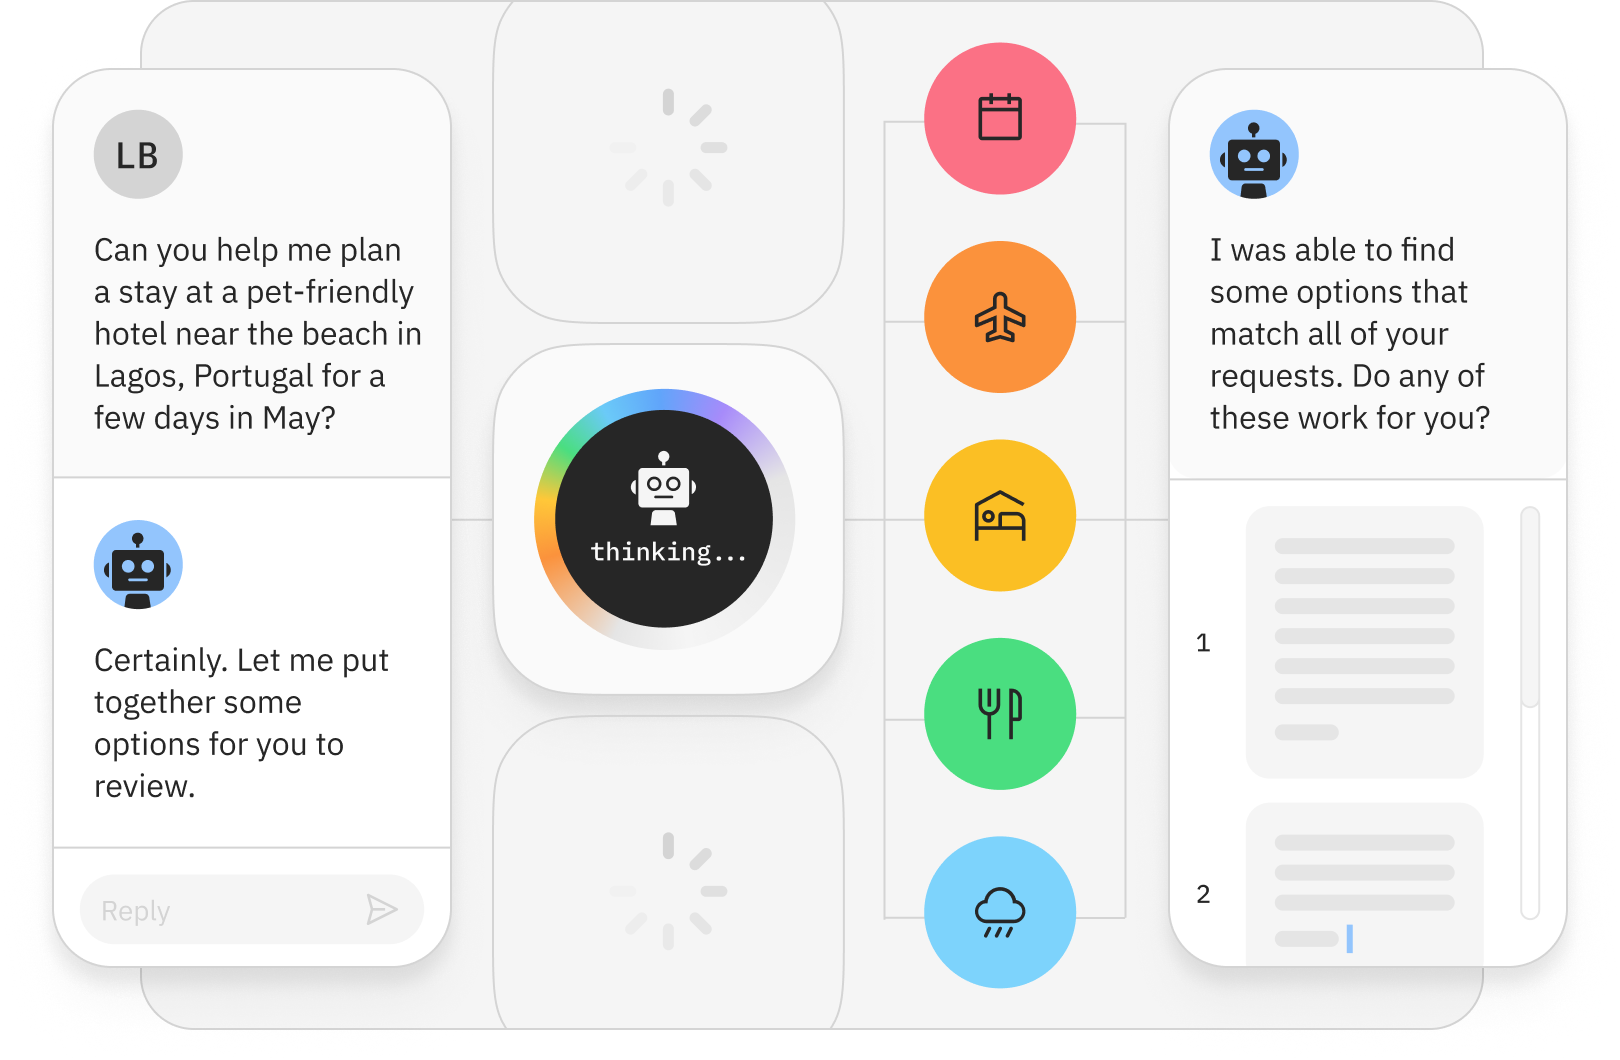 LB
Can you help me plan
a stay at a pet-friendly
hotel near the beach in
Lagos, Portugal for a
few days in May?
Certainly. Let me put
together some
options for you to
review.
Reply
thinking...
I was able to find
some options that
match all of your
requests. Do any of
these work for you?
1
2